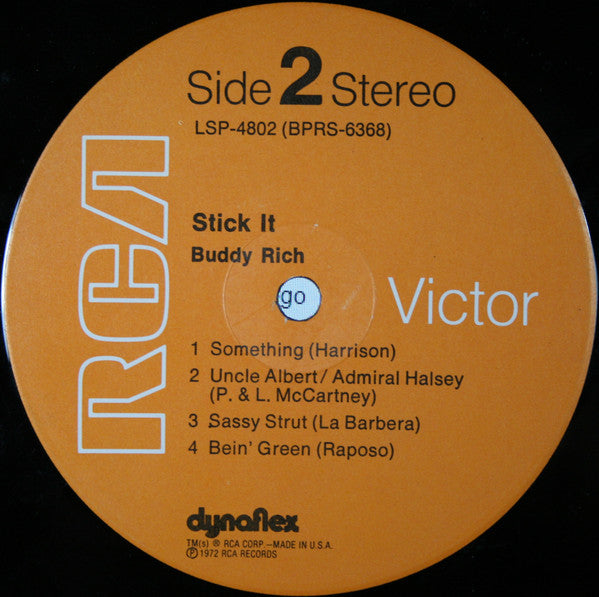 Side 2 Stereo
LSP-4802 (BPRS-6368)
RCA
Stick It
Buddy Rich
go
Victor
1 Something (Harrison)
2 Uncle Albert / Admiral Halsey
(P. & L. McCartney)
3 Sassy Strut (La Barbera)
4 Bein' Green (Raposo)
dynaflex
TM(s) ® RCA CORP.—MADE IN U.S.A.
℗ 1972 RCA RECORDS